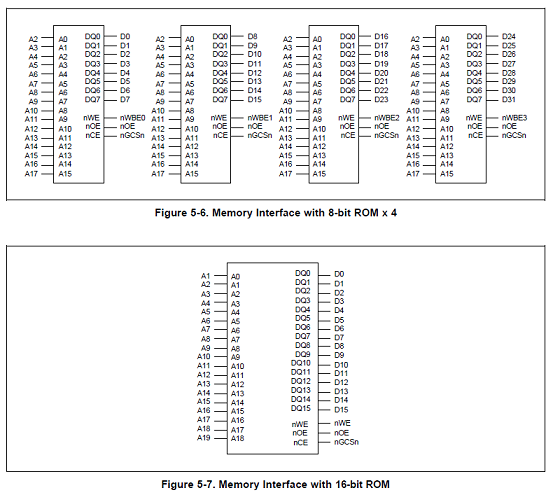 A2 A0 DQ0 D0
A3 A1 DQ1 D1
A4 A2 DQ2 D2
A5 A3 DQ3 D3
A6 A4 DQ4 D4
A7 A5 DQ5 D5
A8 A6 DQ6 D6
A9 A7 DQ7 D7
A10 A8
A11 A9 nWE nWBE0
A12 A10 nOE nOE
A13 A11 nCE nGCSn
A14 A12
A15 A13
A16 A14
A17 A15
A2 A0 DQ0 D8
A3 A1 DQ1 D9
A4 A2 DQ2 D10
A5 A3 DQ3 D11
A6 A4 DQ4 D12
A7 A5 DQ5 D13
A8 A6 DQ6 D14
A9 A7 DQ7 D15
A10 A8
A11 A9 nWE nWBE1
A12 A10 nOE nOE
A13 A11 nCE nGCSn
A14 A12
A15 A13
A16 A14
A17 A15
A2 A0 DQ0 D16
A3 A1 DQ1 D17
A4 A2 DQ2 D18
A5 A3 DQ3 D19
A6 A4 DQ4 D20
A7 A5 DQ5 D21
A8 A6 DQ6 D22
A9 A7 DQ7 D23
A10 A8
A11 A9 nWE nWBE2
A12 A10 nOE nOE
A13 A11 nCE nGCSn
A14 A12
A15 A13
A16 A14
A17 A15
A2 A0 DQ0 D24
A3 A1 DQ1 D25
A4 A2 DQ2 D26
A5 A3 DQ3 D27
A6 A4 DQ4 D28
A7 A5 DQ5 D29
A8 A6 DQ6 D30
A9 A7 DQ7 D31
A10 A8
A11 A9 nWE nWBE3
A12 A10 nOE nOE
A13 A11 nCE nGCSn
A14 A12
A15 A13
A16 A14
A17 A15
Figure 5-6. Memory Interface with 8-bit ROM x 4
A1 A0 DQ0 D0
A2 A1 DQ1 D1
A3 A2 DQ2 D2
A4 A3 DQ3 D3
A5 A4 DQ4 D4
A6 A5 DQ5 D5
A7 A6 DQ6 D6
A8 A7 DQ7 D7
A9 A8 DQ8 D8
A10 A9 DQ9 D9
A11 A10 DQ10 D10
A12 A11 DQ11 D11
A13 A12 DQ12 D12
A14 A13 DQ13 D13
A15 A14 DQ14 D14
A16 A15 DQ15 D15
A17 A16 nWE nWE
A18 A17 nOE nOE
A19 A18 nCE nGCSn
Figure 5-7. Memory Interface with 16-bit ROM